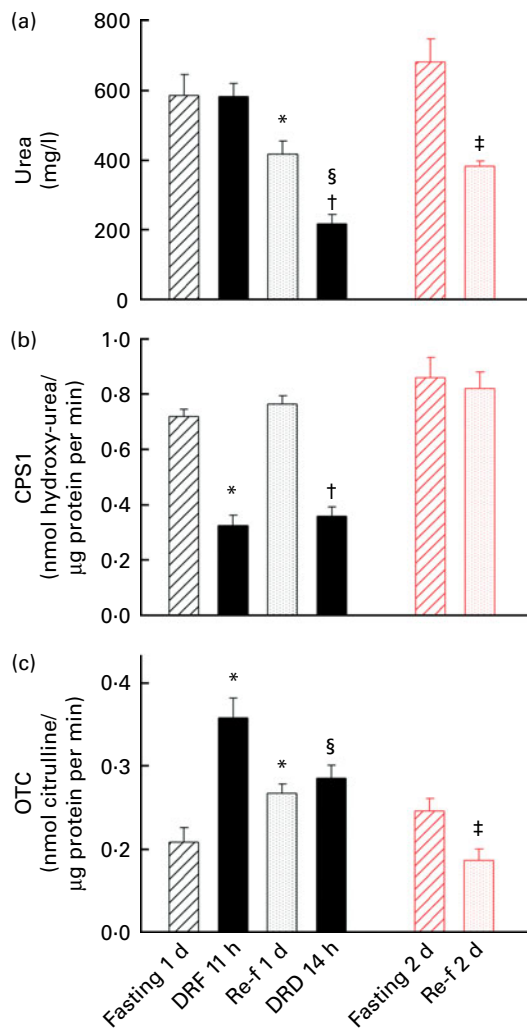 (a)
800
600
400
200
0
Urea
(mg/l)
*
§
†
‡
(b)
1·0
0·8
0·6
0·4
0·2
0·0
CPS1
(nmol hydroxy-urea/
µg protein per min)
*
†
(c)
0·4
0·3
0·2
0·0
OTC
(nmol citrulline/
µg protein per min)
*
*
§
‡
Fasting 1 d
DRF 11 h
Re-f 1 d
DRD 14 h
Fasting 2 d
Re-f 2 d